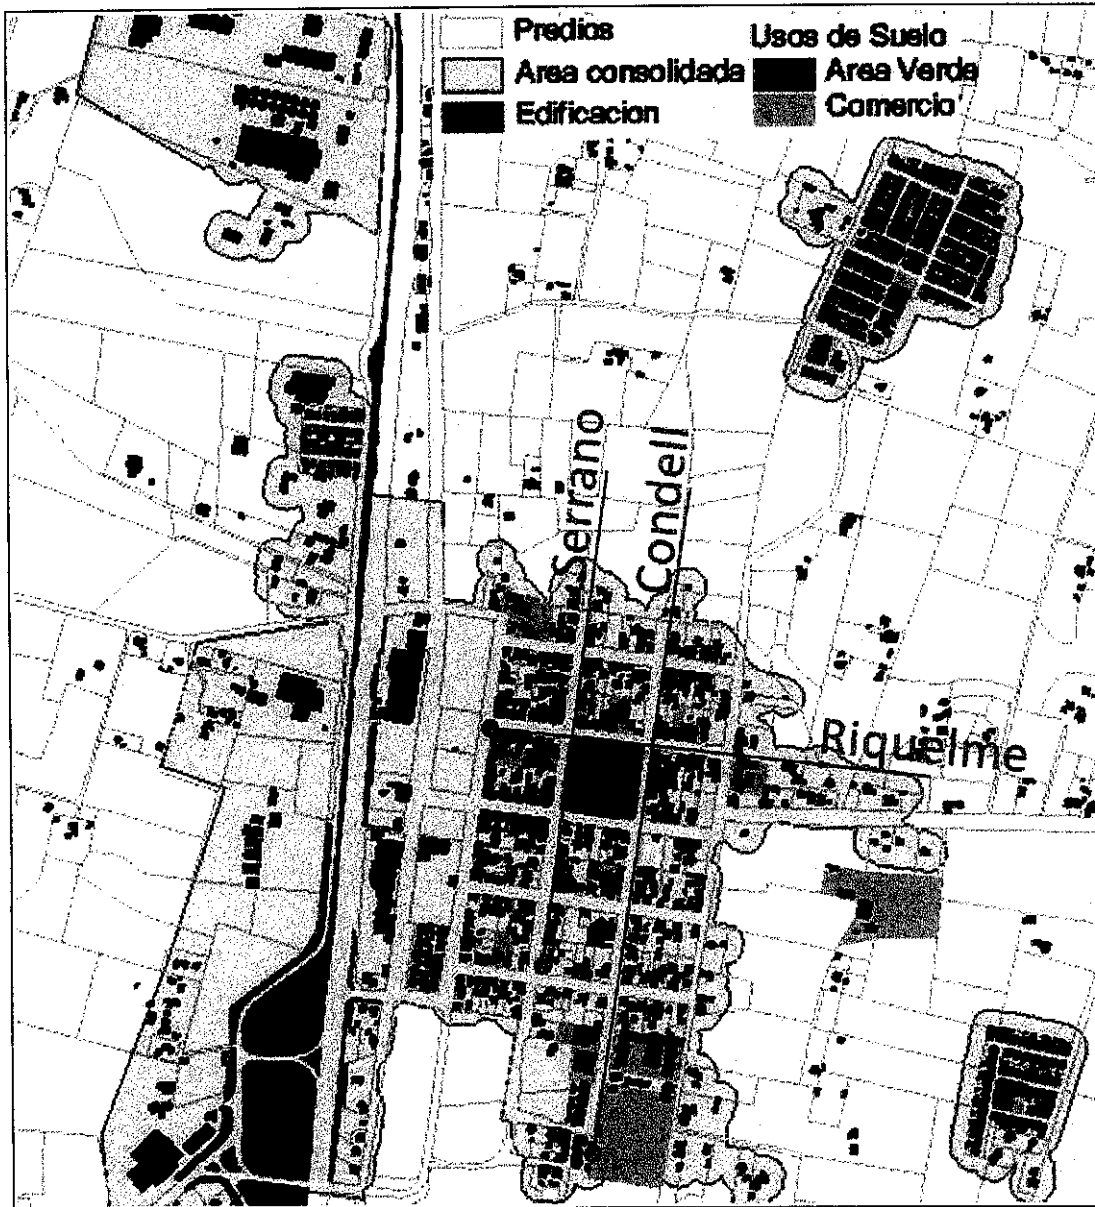 Predios
Area consolidada
Edificacion
Usos de Suelo
Area Verde
Comercio
Serrano
Condell
Riquelme